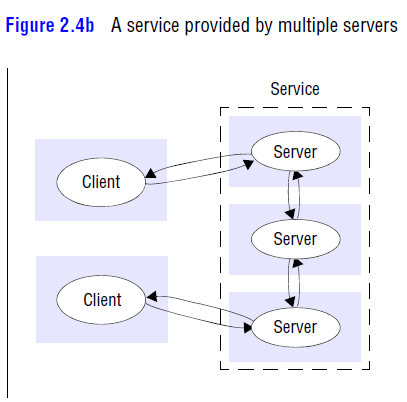 Figure 2.4b A service provided by multiple servers
Service
Server
Client
Server
Client
Server